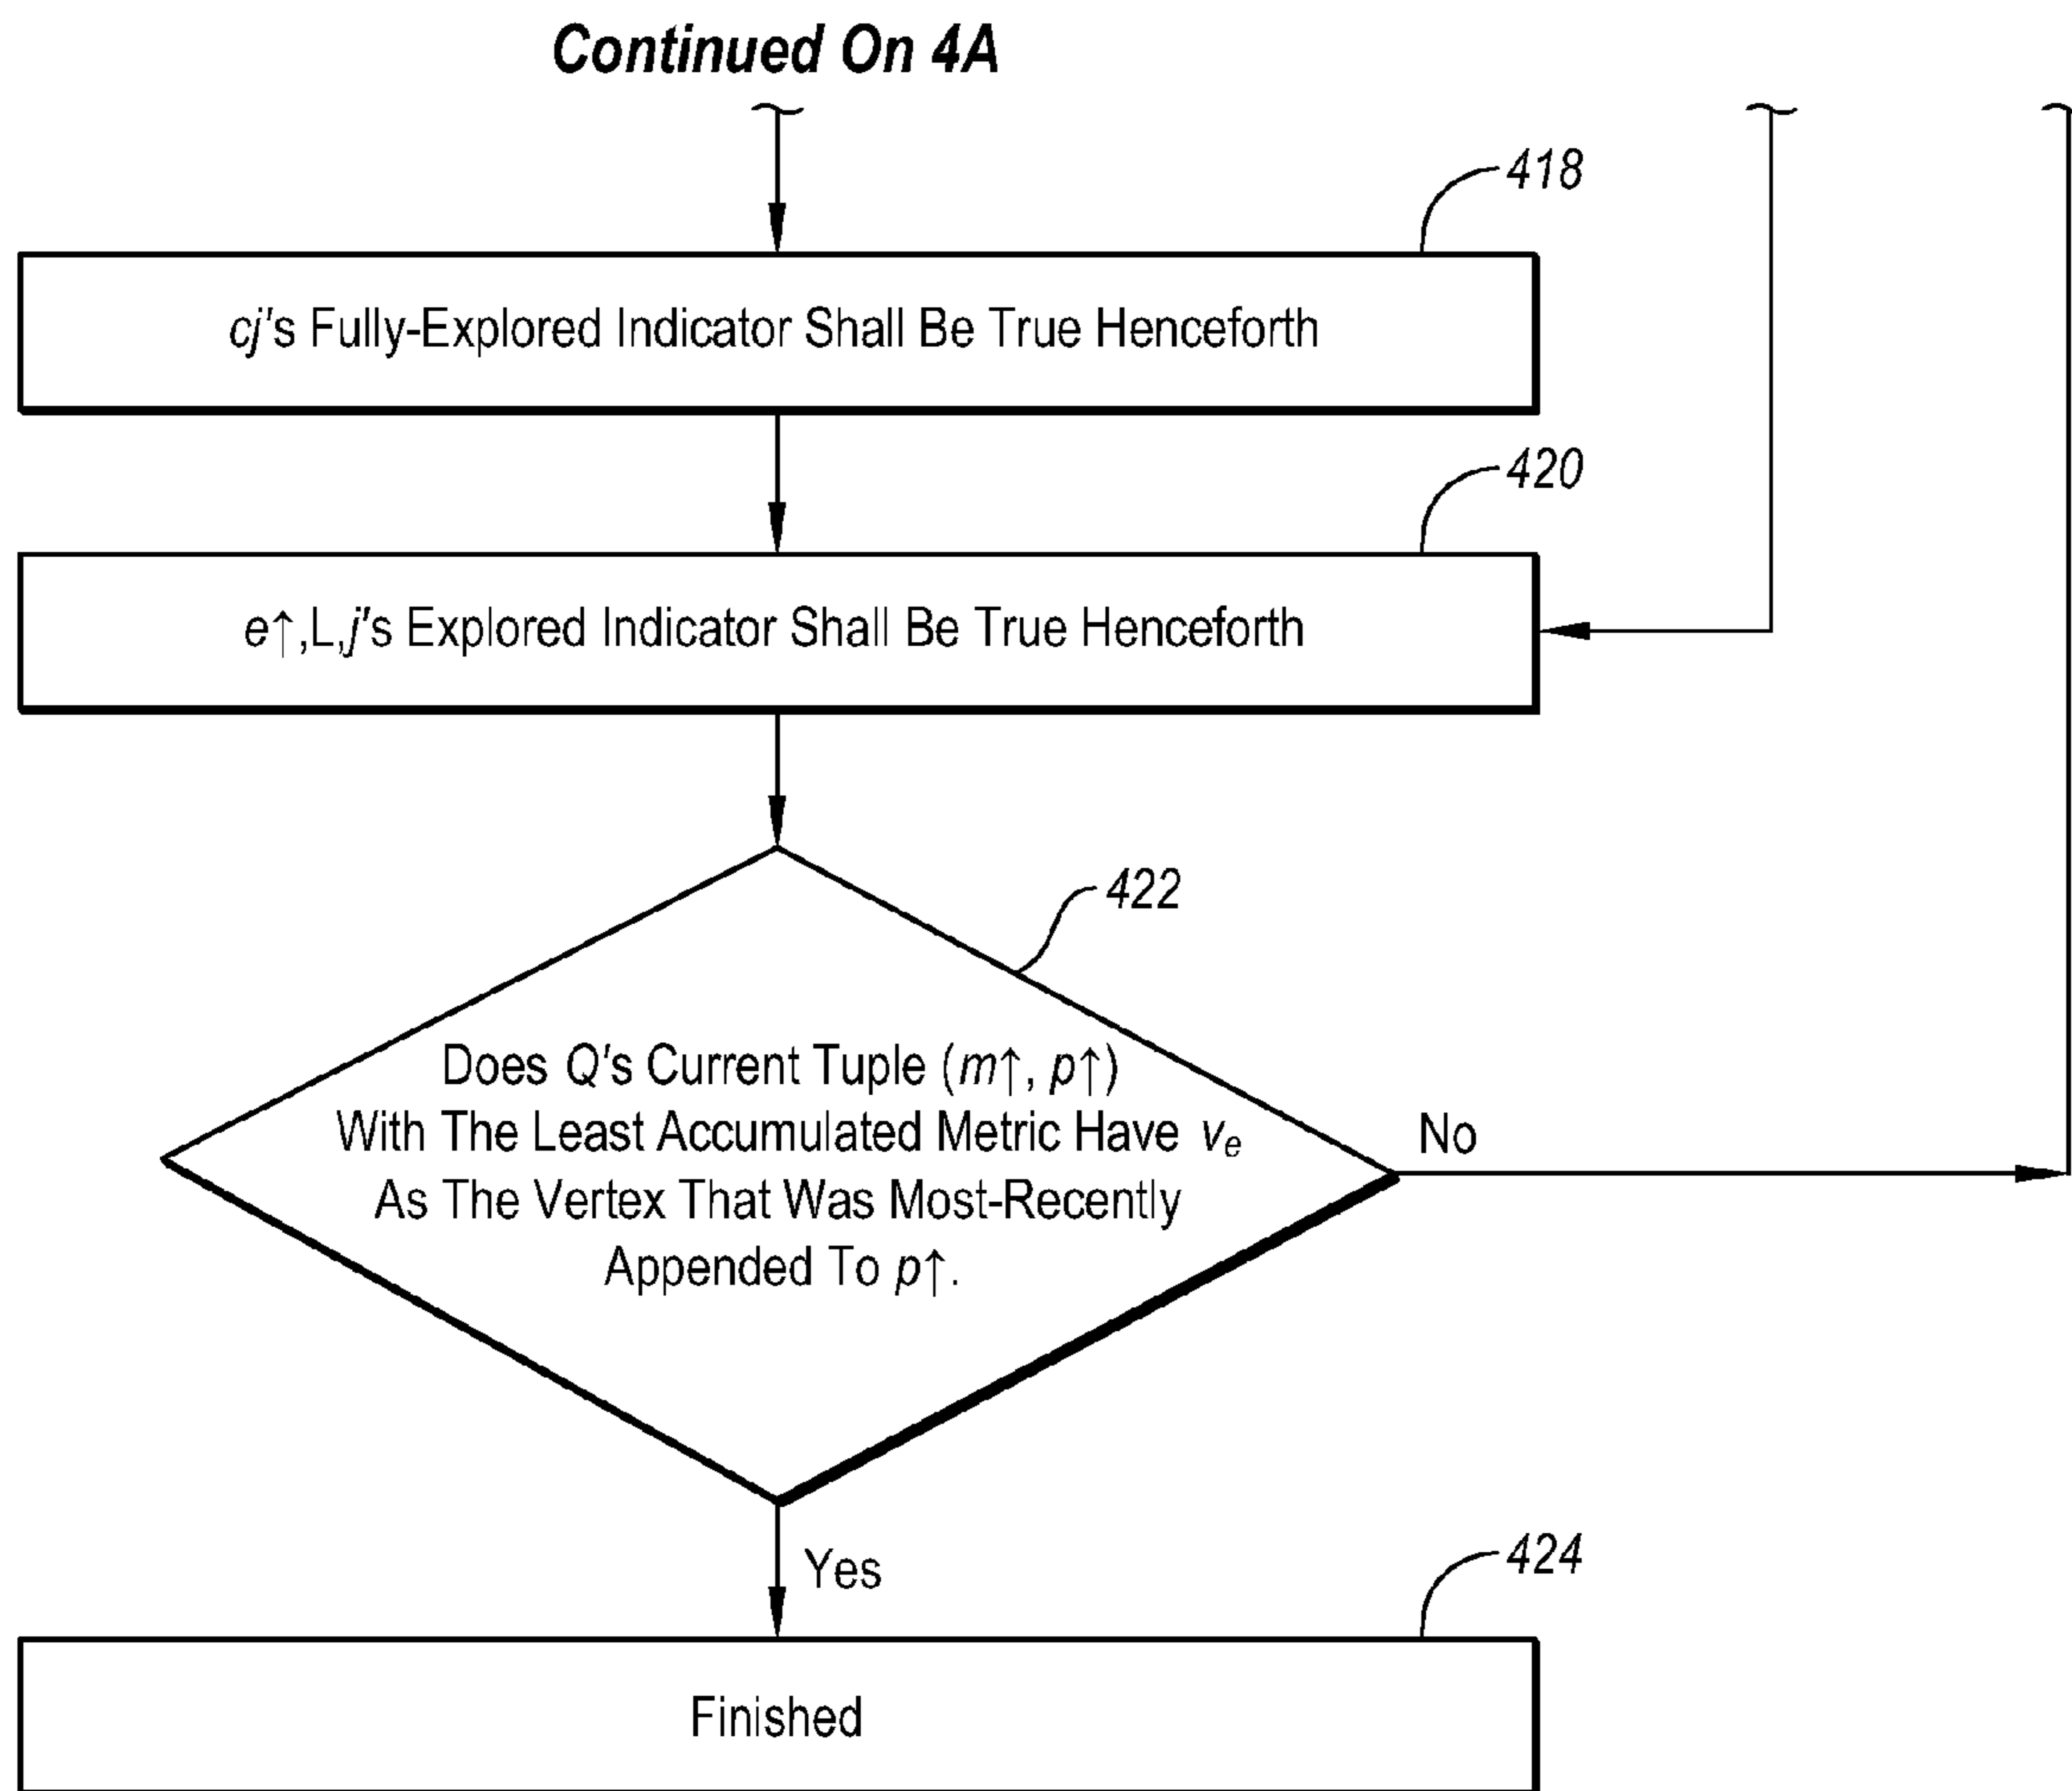 Continued On 4A
418
cj's Fully-Explored Indicator Shall Be True Henceforth
420
e↑,L,j's Explored Indicator Shall Be True Henceforth
422
Does Q's Current Tuple (m↑, p↑)
With The Least Accumulated Metric Have vₑ
As The Vertex That Was Most-Recently
Appended To p↑.
No
Yes
424
Finished